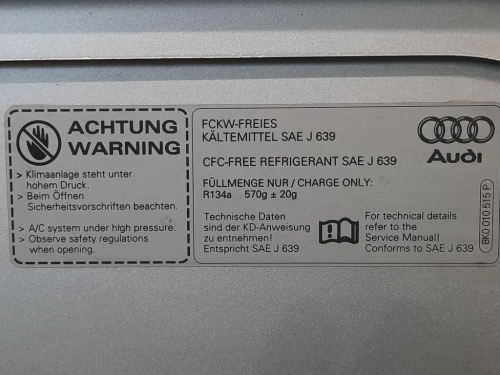 ACHTUNG
WARNING
> Klimaanlage steht unter
hohem Druck.
> Beim Öffnen
Sicherheitsvorschriften beachten.
> A/C system under high pressure.
> Observe safety regulations
when opening.
FCKW-FREIES
KÄLTEMITTEL SAE J 639
CFC-FREE REFRIGERANT SAE J 639
FÜLLMENGE NUR / CHARGE ONLY:
R134a 570g ± 20g
Technische Daten
sind der KD-Anweisung
zu entnehmen!
Entspricht SAE J 639
For technical details
refer to the
Service Manual!
Conforms to SAE J 639
Audi
8K0 010 515 P